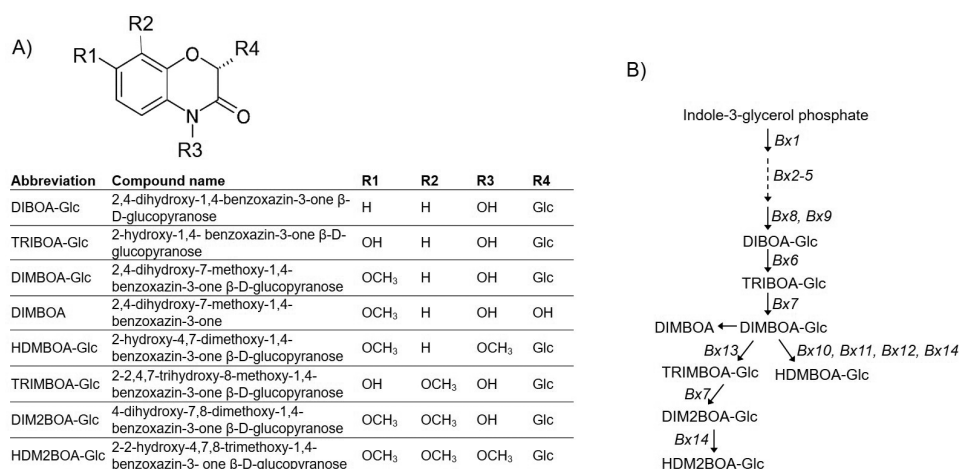 A)
R2
R1
O
R4
N
O
R3
Abbreviation Compound name R1 R2 R3 R4
DIBOA-Glc 2,4-dihydroxy-1,4-benzoxazin-3-one β-
D-glucopyranose H H OH Glc
TRIBOA-Glc 2-hydroxy-1,4- benzoxazin-3-one β-D-
glucopyranose OH H OH Glc
DIMBOA-Glc 2,4-dihydroxy-7-methoxy-1,4-
benzoxazin-3-one β-D-glucopyranose OCH₃ H OH Glc
DIMBOA 2,4-dihydroxy-7-methoxy-1,4-
benzoxazin-3-one OCH₃ H OH OH
HDMBOA-Glc 2-hydroxy-4,7-dimethoxy-1,4-
benzoxazin-3-one β-D-glucopyranose OCH₃ H OCH₃ Glc
TRIMBOA-Glc 2-2,4,7-trihydroxy-8-methoxy-1,4-
benzoxazin-3-one β-D-glucopyranose OH OCH₃ OH Glc
DIM2BOA-Glc 4-dihydroxy-7,8-dimethoxy-1,4-
benzoxazin-3-one β-D-glucopyranose OCH₃ OCH₃ OH Glc
HDM2BOA-Glc 2-2-hydroxy-4,7,8-trimethoxy-1,4-
benzoxazin-3- one β-D-glucopyranose OCH₃ OCH₃ OCH₃ Glc
B)
Indole-3-glycerol phosphate
Bx1
Bx2-5
Bx8, Bx9
DIBOA-Glc
Bx6
TRIBOA-Glc
Bx7
DIMBOA DIMBOA-Glc
Bx13 Bx10, Bx11, Bx12, Bx14
TRIMBOA-Glc HDMBOA-Glc
Bx7
DIM2BOA-Glc
Bx14
HDM2BOA-Glc